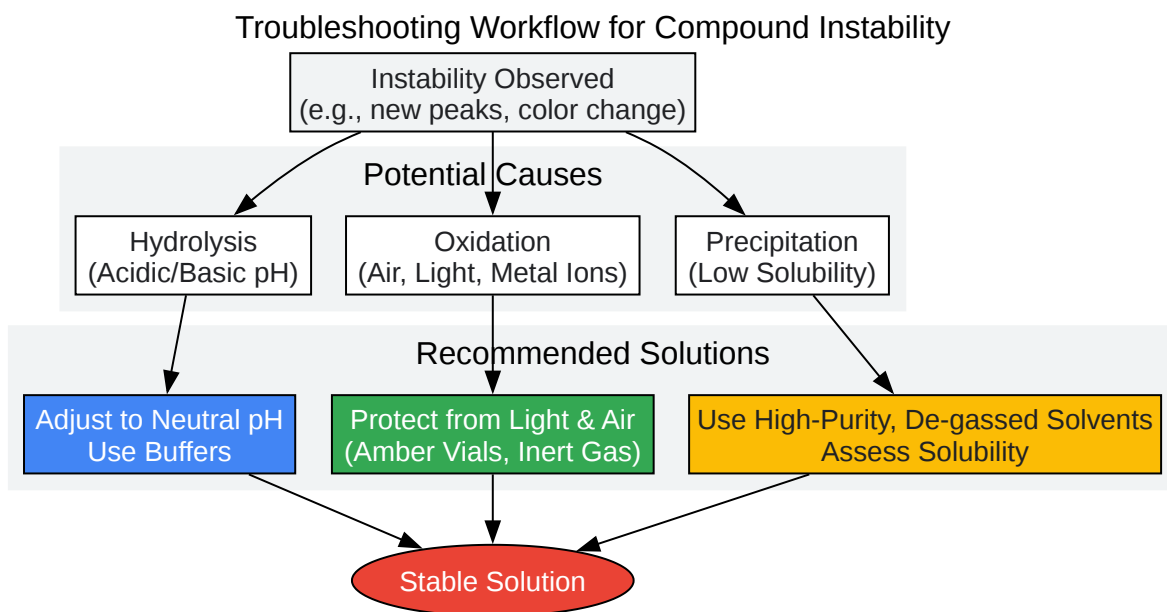 Troubleshooting Workflow for Compound Instability
Instability Observed
(e.g., new peaks, color change)
Potential Causes
Hydrolysis
(Acidic/Basic pH)
Oxidation
(Air, Light, Metal Ions)
Precipitation
(Low Solubility)
Recommended Solutions
Adjust to Neutral pH
Use Buffers
Protect from Light & Air
(Amber Vials, Inert Gas)
Use High-Purity, De-gassed Solvents
Assess Solubility
Stable Solution